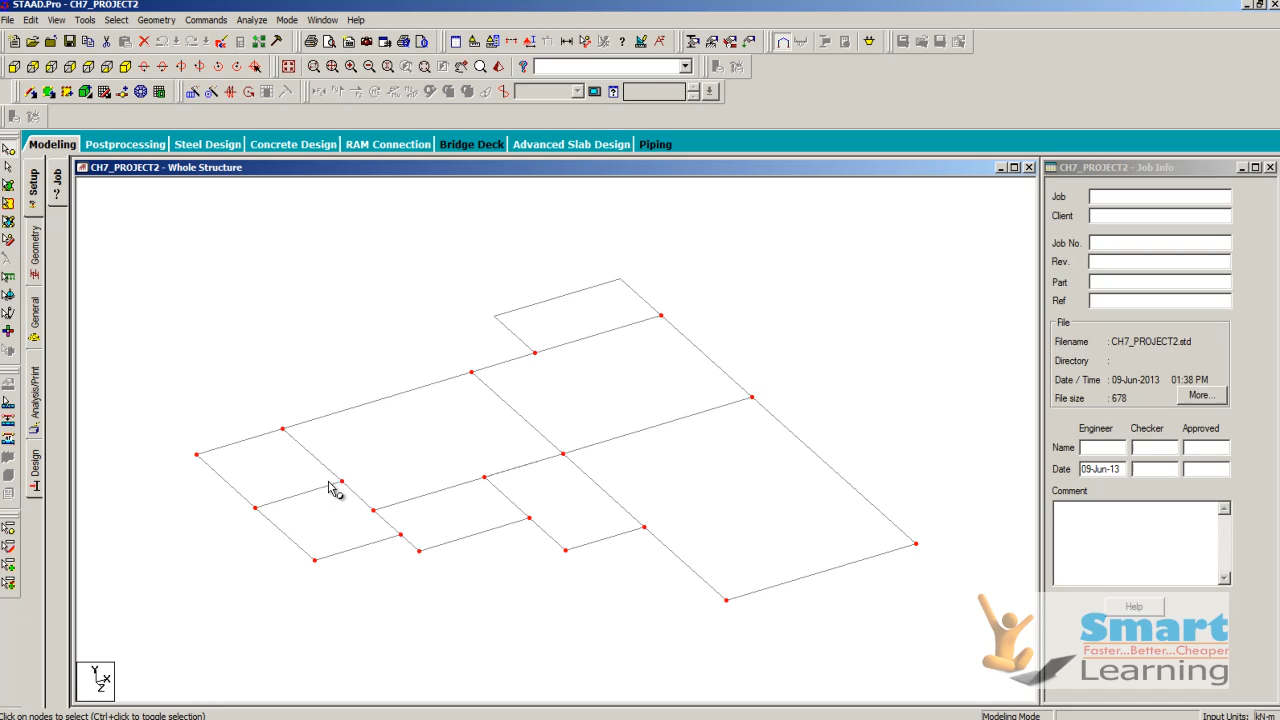 STAAD.Pro - CH7_PROJECT2
File Edit View Tools Select Geometry Commands Analyze Mode Window Help
Modeling Postprocessing Steel Design Concrete Design RAM Connection Bridge Deck Advanced Slab Design Piping
Setup
Geometry
General
Analysis/Print
Design
Job
CH7_PROJECT2 - Whole Structure
Y
X
Z
CH7_PROJECT2 - Job Info
Job
Client
Job No.
Rev.
Part
Ref
File
Filename : CH7_PROJECT2.std
Directory :
Date / Time : 09-Jun-2013 01:38 PM
File size : 678
More...
Engineer Checker Approved
Name
Date 09-Jun-13
Comment
Help
Smart
Faster...Better...Cheaper
Learning
Click on nodes to select (Ctrl+click to toggle selection)
Modeling Mode
Input Units: kN-m